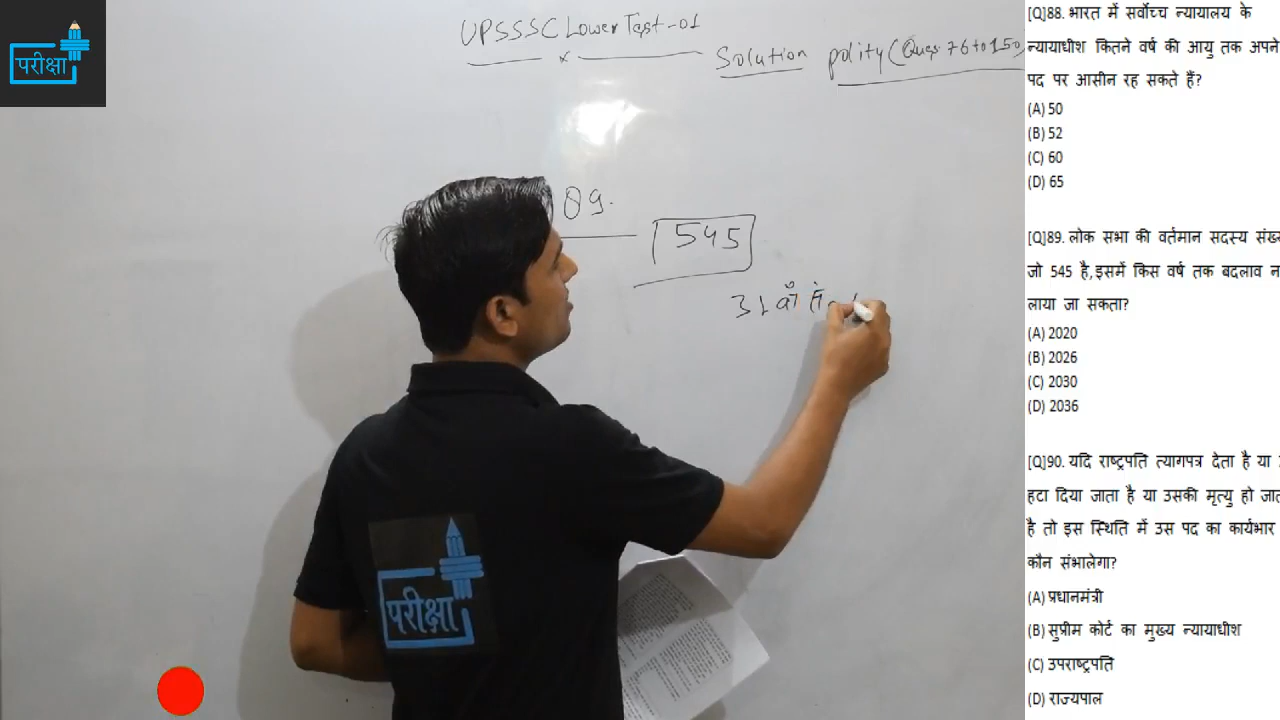 परीक्षा
UPSSSC Lower Test-01
Solution polity (Ques 76 to 150)
89.
545
31 वाँ
परीक्षा
[Q]88. भारत में सर्वोच्च न्यायालय के
न्यायाधीश कितने वर्ष की आयु तक अपने
पद पर आसीन रह सकते हैं?
(A) 50
(B) 52
(C) 60
(D) 65
[Q]89. लोक सभा की वर्तमान सदस्य संख्
जो 545 है,इसमें किस वर्ष तक बदलाव न
लाया जा सकता?
(A) 2020
(B) 2026
(C) 2030
(D) 2036
[Q]90. यदि राष्ट्रपति त्यागपत्र देता है या
हटा दिया जाता है या उसकी मृत्यु हो जात
है तो इस स्थिति में उस पद का कार्यभार
कौन संभालेगा?
(A) प्रधानमंत्री
(B) सुप्रीम कोर्ट का मुख्य न्यायाधीश
(C) उपराष्ट्रपति
(D) राज्यपाल